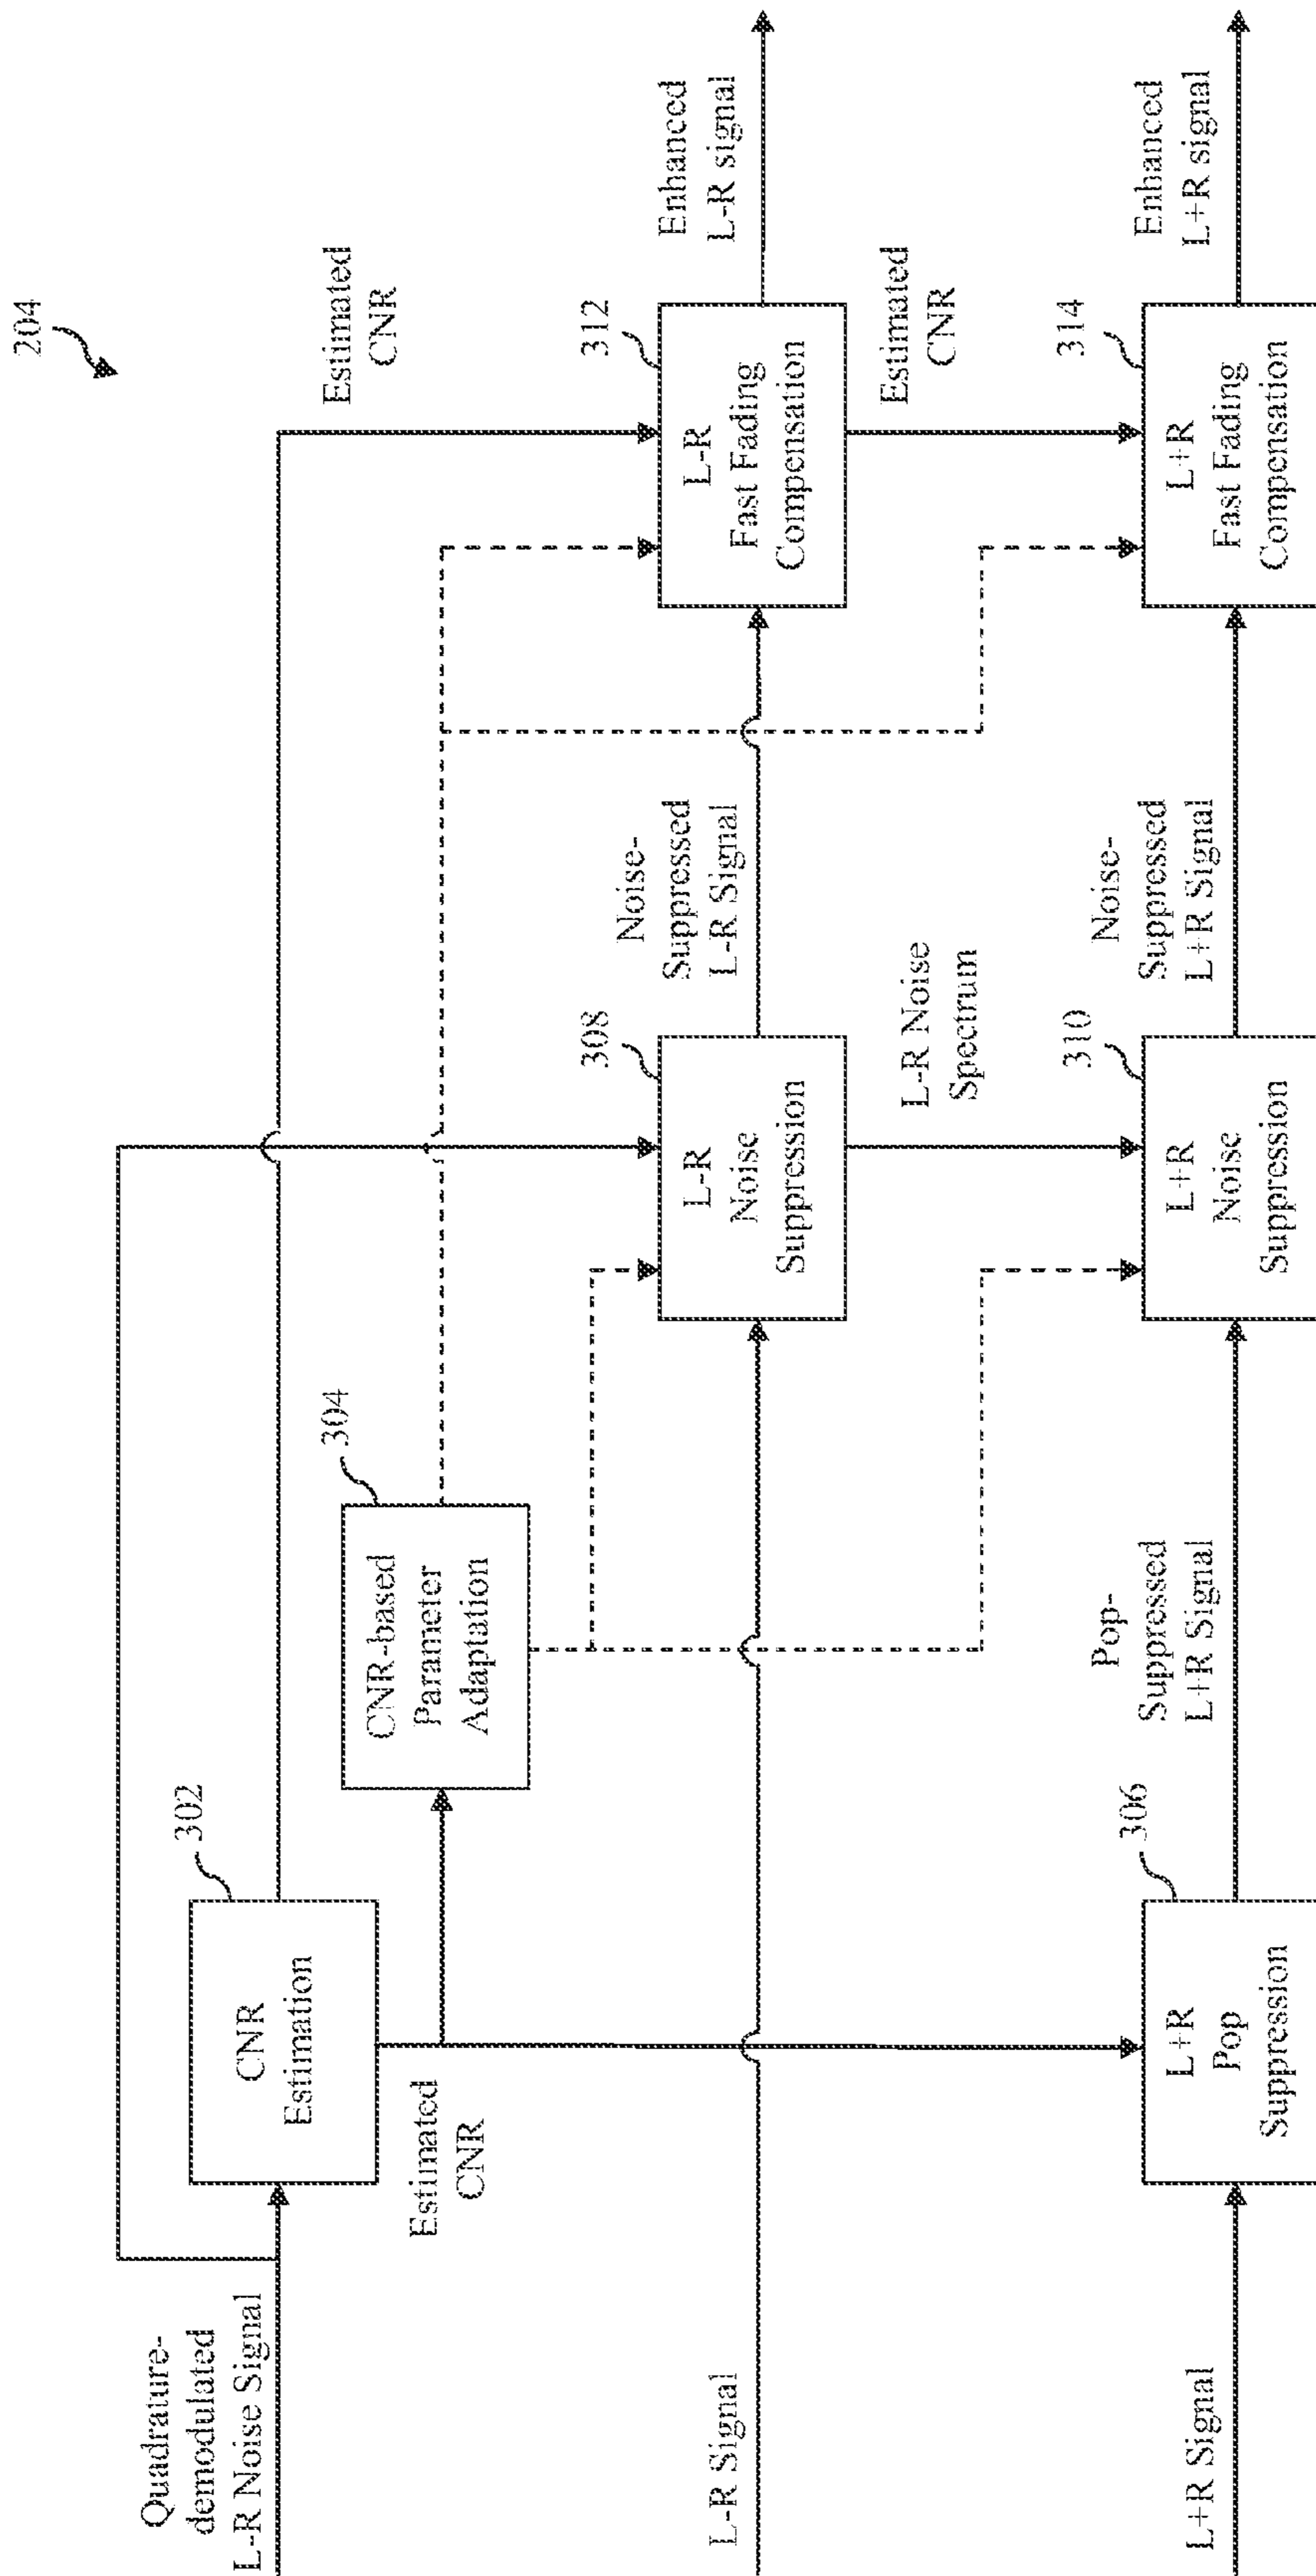 204
Quadrature-
demodulated
L-R Noise Signal
302
CNR
Estimation
Estimated
CNR
Estimated
CNR
304
CNR-based
Parameter
Adaptation
L-R Signal
308
L-R
Noise
Suppression
Noise-
Suppressed
L-R Signal
312
L-R
Fast Fading
Compensation
Enhanced
L-R signal
L-R Noise
Spectrum
Estimated
CNR
L+R Signal
306
L+R
Pop
Suppression
Pop-
Suppressed
L+R Signal
310
L+R
Noise
Suppression
Noise-
Suppressed
L+R Signal
314
L+R
Fast Fading
Compensation
Enhanced
L+R signal